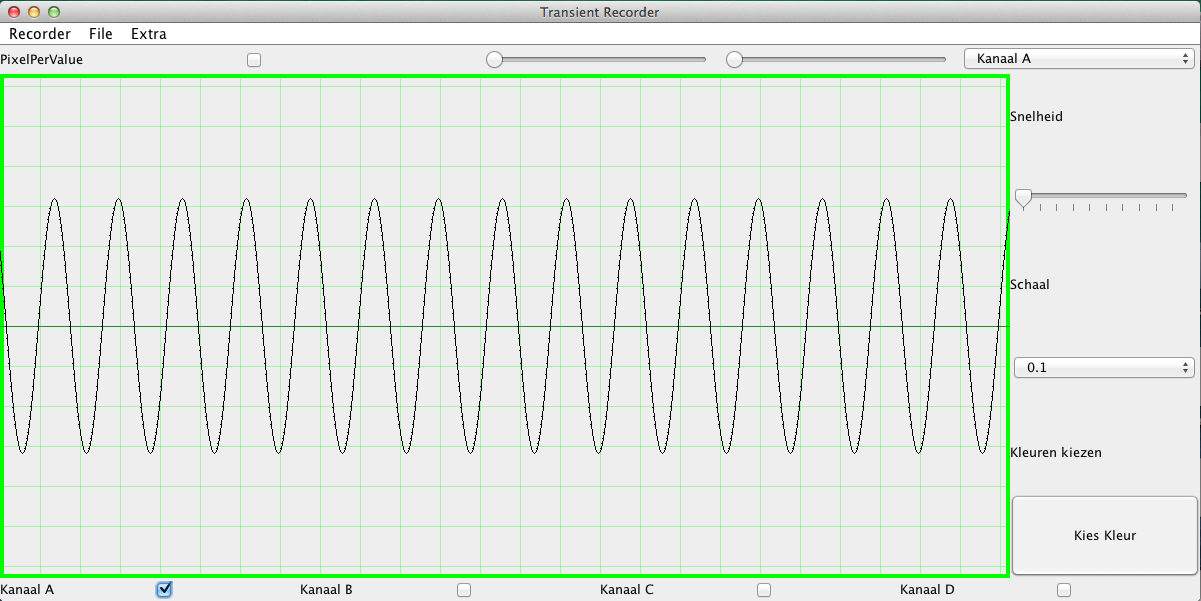 Transient Recorder
Recorder File Extra
PixelPerValue
Kanaal A
Snelheid
Schaal
0.1
Kleuren kiezen
Kies Kleur
Kanaal A Kanaal B Kanaal C Kanaal D